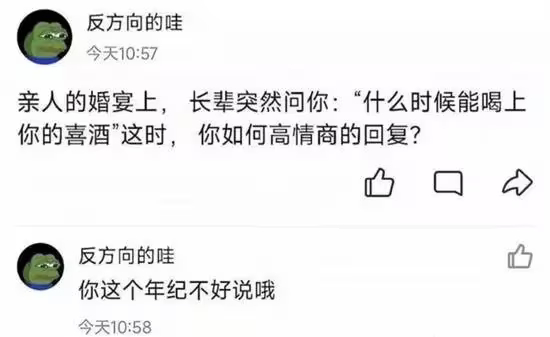 反方向的哇
今天10:57
亲人的婚宴上， 长辈突然问你：“什么时候能喝上
你的喜酒”这时， 你如何高情商的回复？
反方向的哇
你这个年纪不好说哦
今天10:58